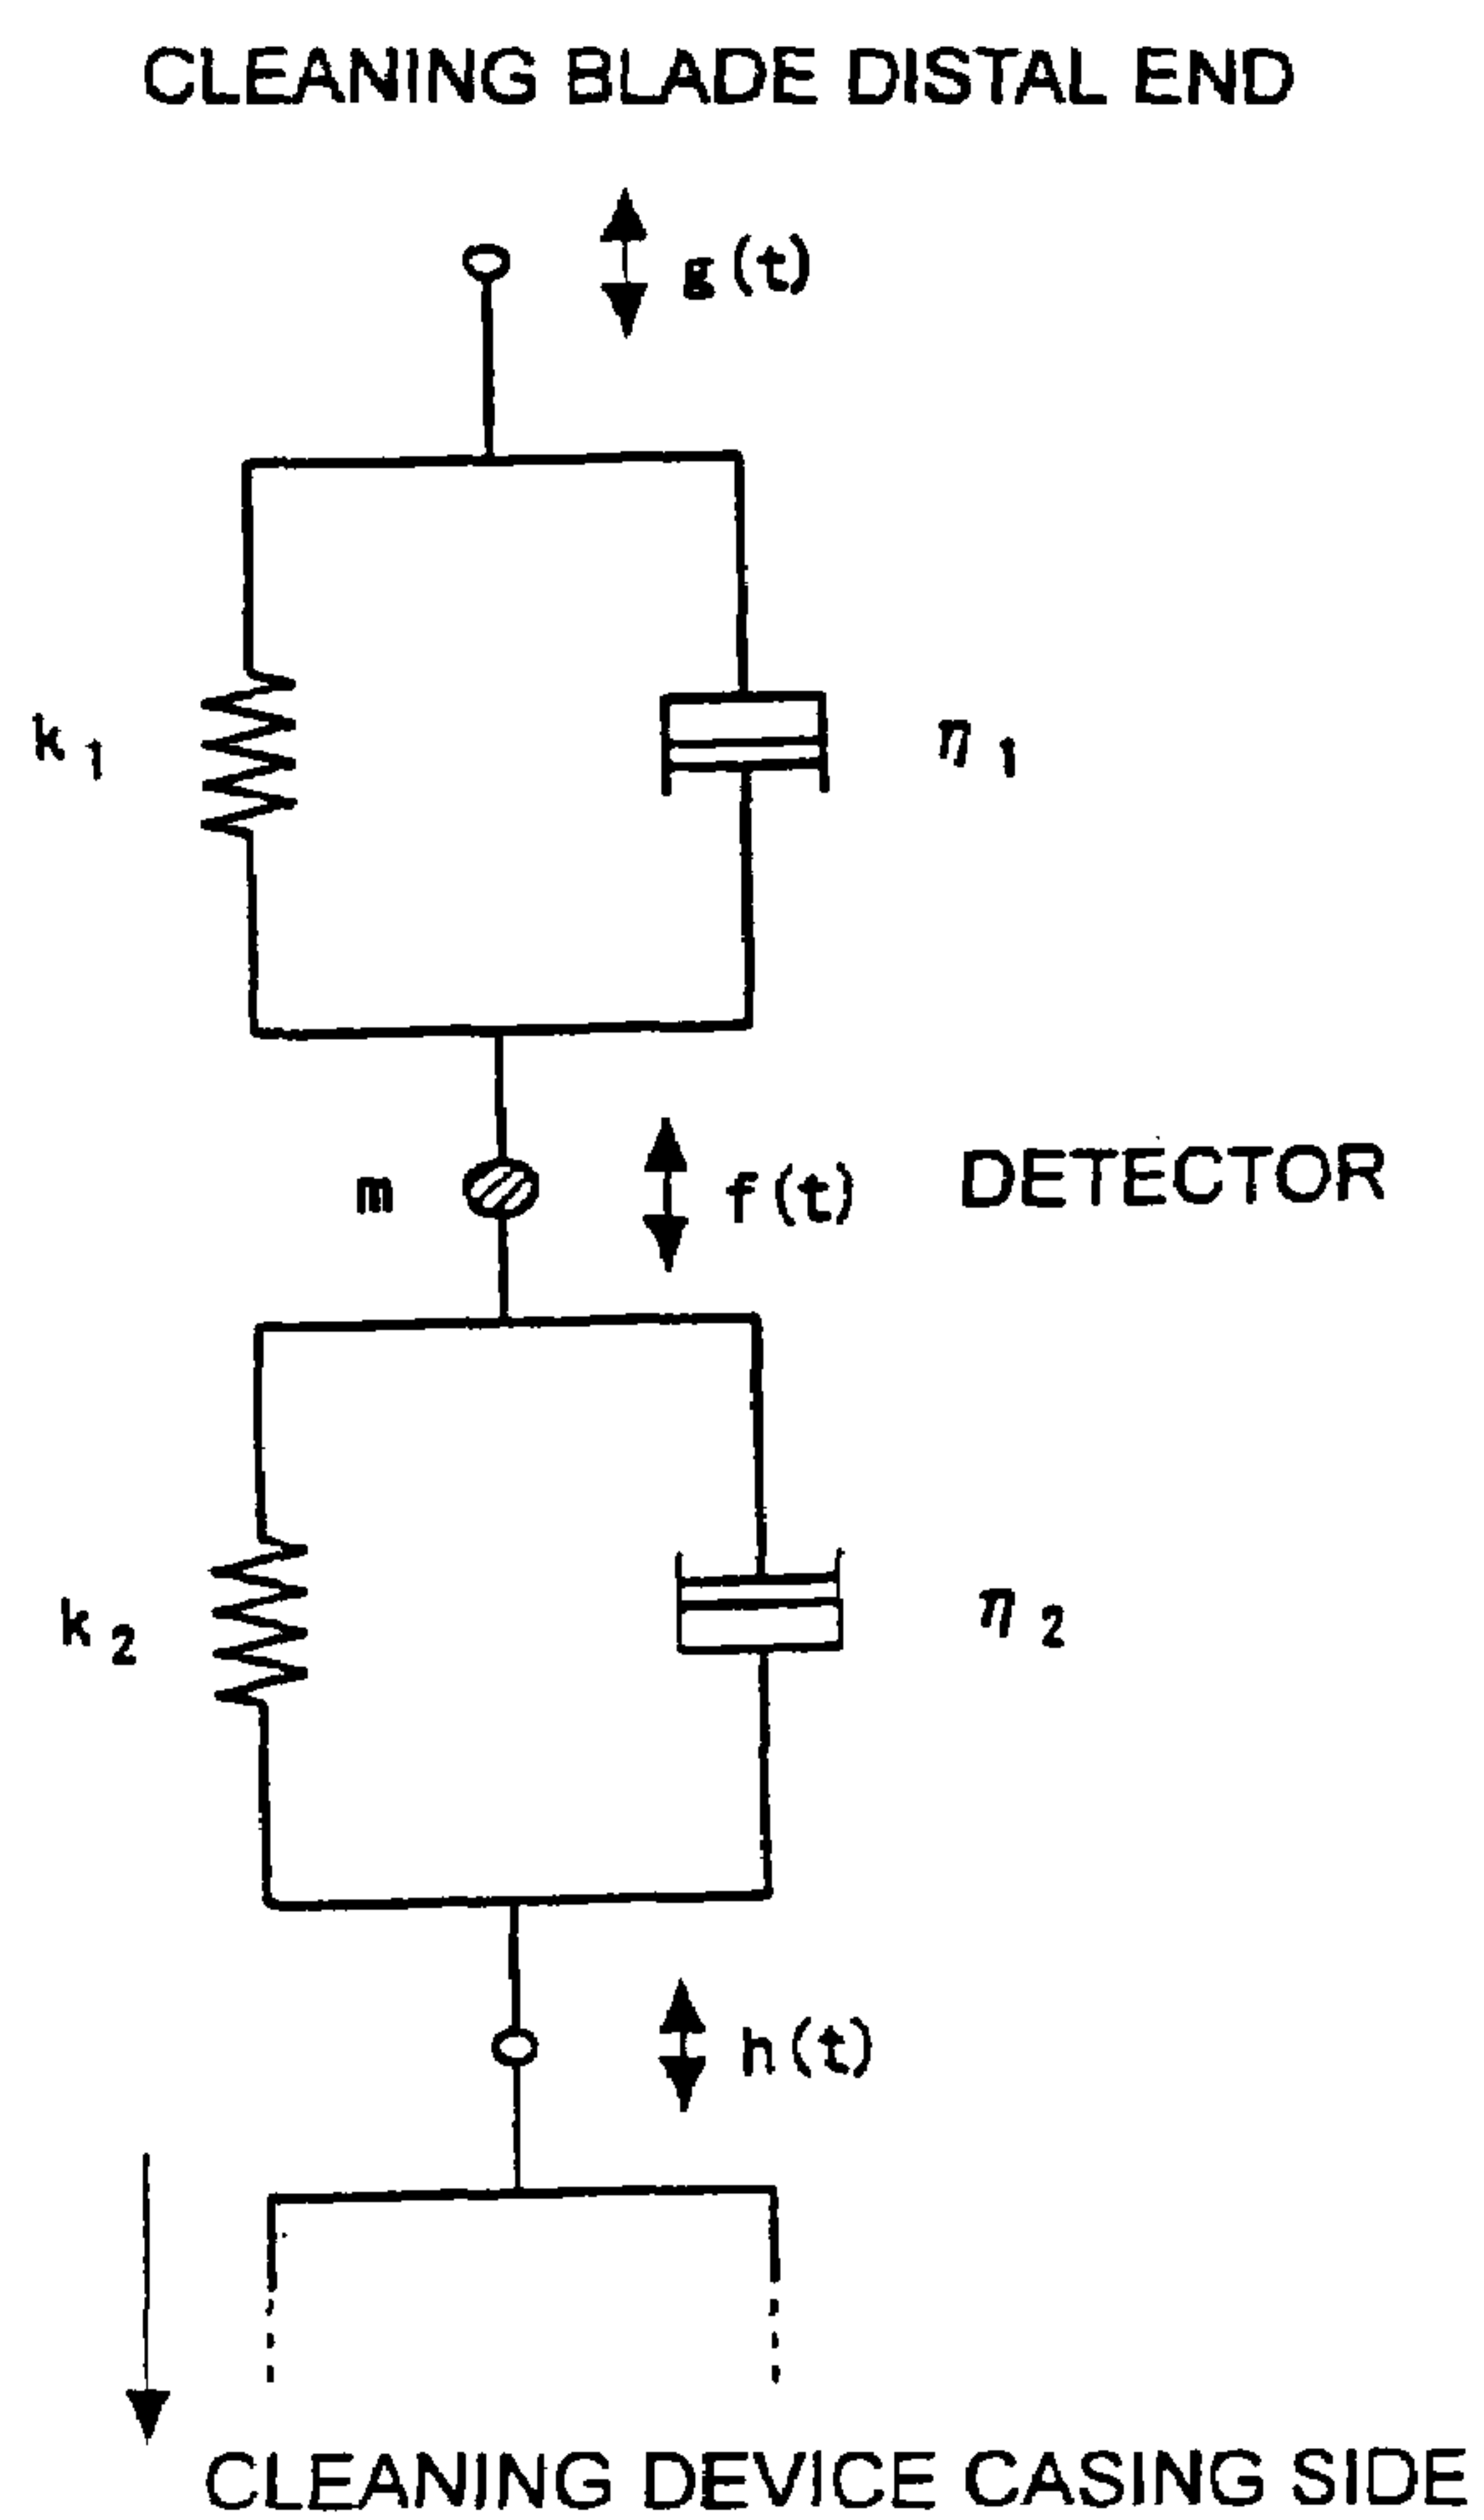 CLEANING BLADE DISTAL END
g(t)
k1 η1
m f(t) DETECTOR
k2 η2
h(t)
CLEANING DEVICE CASING SIDE